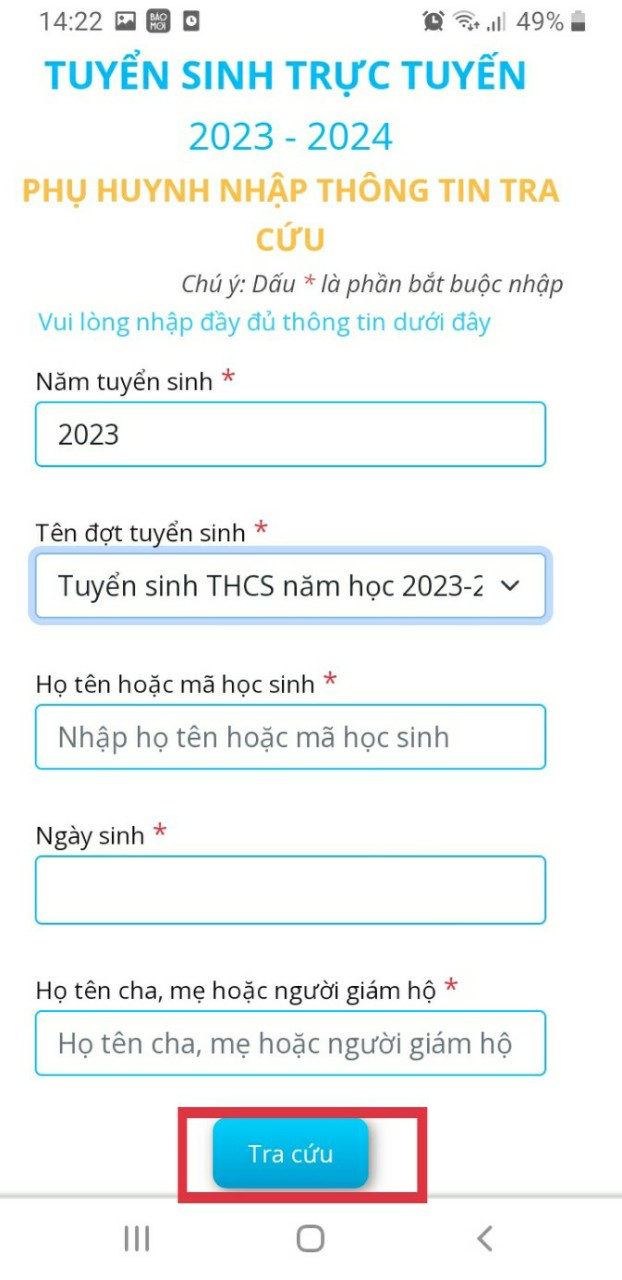 14:22 BÁO MỚI 49%
TUYỂN SINH TRỰC TUYẾN
2023 - 2024
PHỤ HUYNH NHẬP THÔNG TIN TRA
CỨU
Chú ý: Dấu * là phần bắt buộc nhập
Vui lòng nhập đầy đủ thông tin dưới đây
Năm tuyển sinh *
2023
Tên đợt tuyển sinh *
Tuyển sinh THCS năm học 2023-2
Họ tên hoặc mã học sinh *
Nhập họ tên hoặc mã học sinh
Ngày sinh *
Họ tên cha, mẹ hoặc người giám hộ *
Họ tên cha, mẹ hoặc người giám hộ
Tra cứu